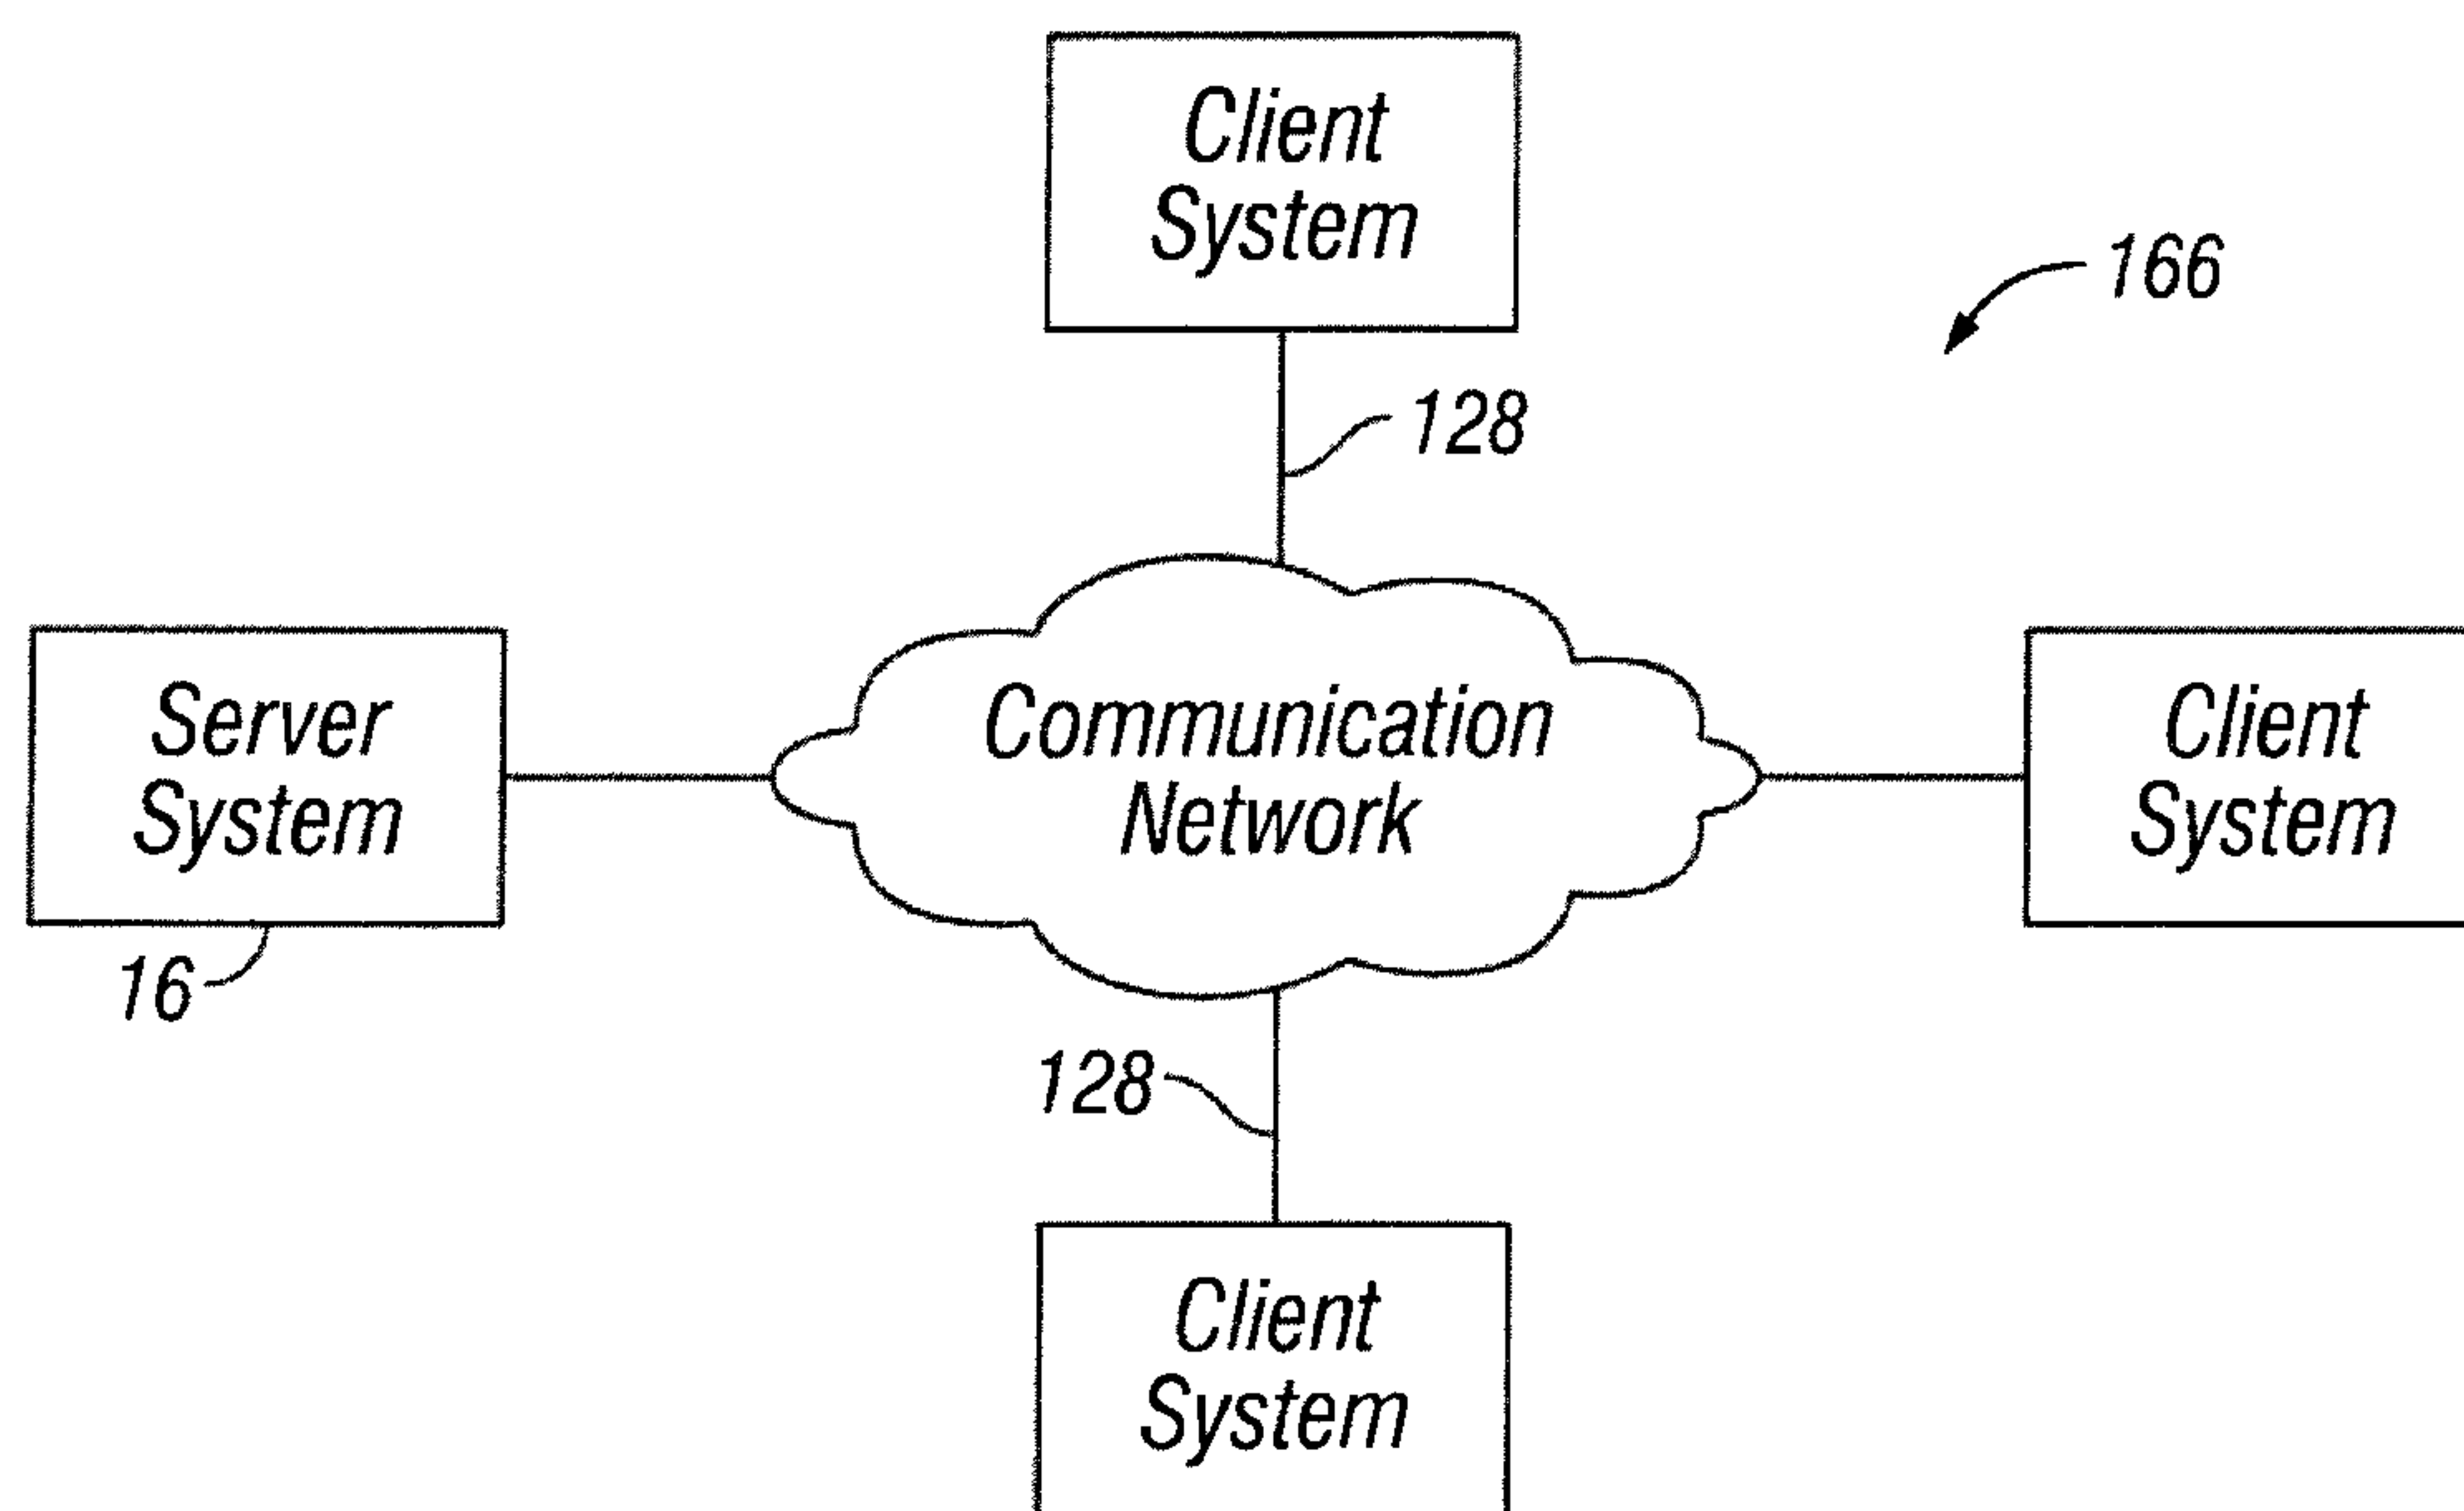 Client
System
166
128
Server
System
Communication
Network
Client
System
16
128
Client
System